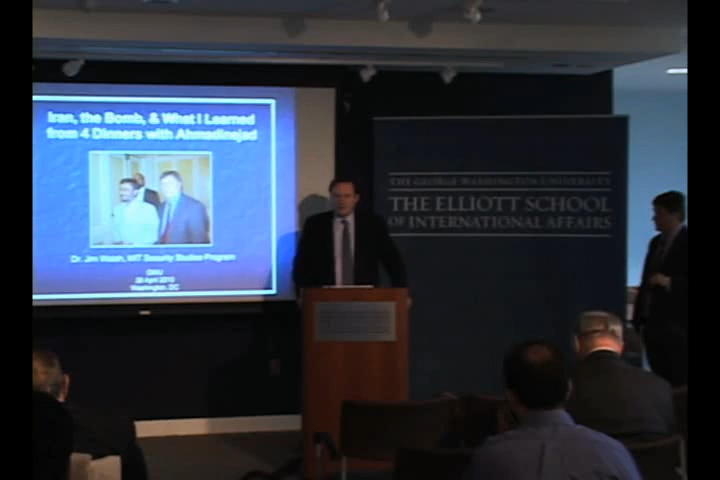 Iran, the Bomb, & What I Learned
from 4 Dinners with Ahmadinejad
Dr. Jim Walsh, MIT Security Studies Program
GWU
Washington, DC
THE GEORGE WASHINGTON UNIVERSITY
THE ELLIOTT SCHOOL
OF INTERNATIONAL AFFAIRS